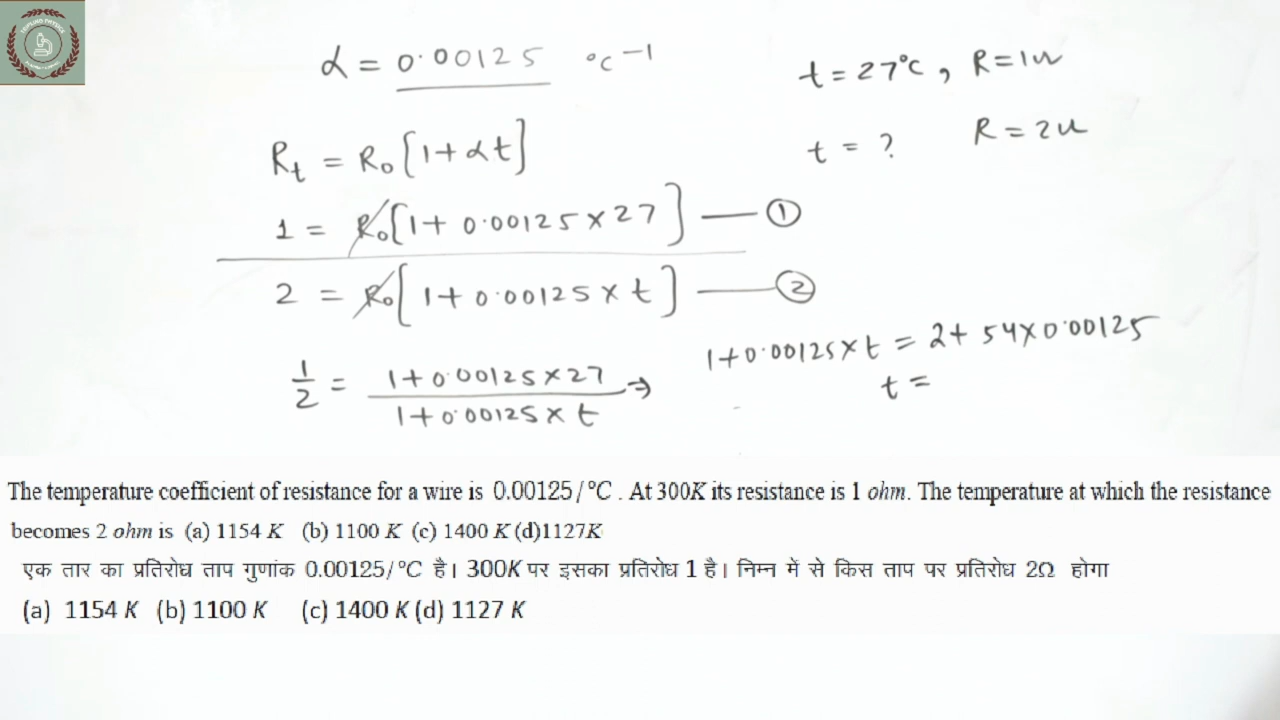 α = 0.00125 °C⁻¹
t = 27°C , R = 1Ω
t = ? R = 2Ω
Rt = R₀[1+αt]
1 = R₀[1+ 0.00125×27] — ①
2 = R₀[1+0.00125×t] — ②
1/2 = 1+0.00125×27 / 1+0.00125×t →
1+0.00125×t = 2+54×0.00125
t =
The temperature coefficient of resistance for a wire is 0.00125/°C . At 300K its resistance is 1 ohm. The temperature at which the resistance
becomes 2 ohm is (a) 1154 K (b) 1100 K (c) 1400 K (d)1127K
एक तार का प्रतिरोध ताप गुणांक 0.00125/°C है। 300K पर इसका प्रतिरोध 1 है। निम्न में से किस ताप पर प्रतिरोध 2Ω होगा
(a) 1154 K (b) 1100 K (c) 1400 K (d) 1127 K